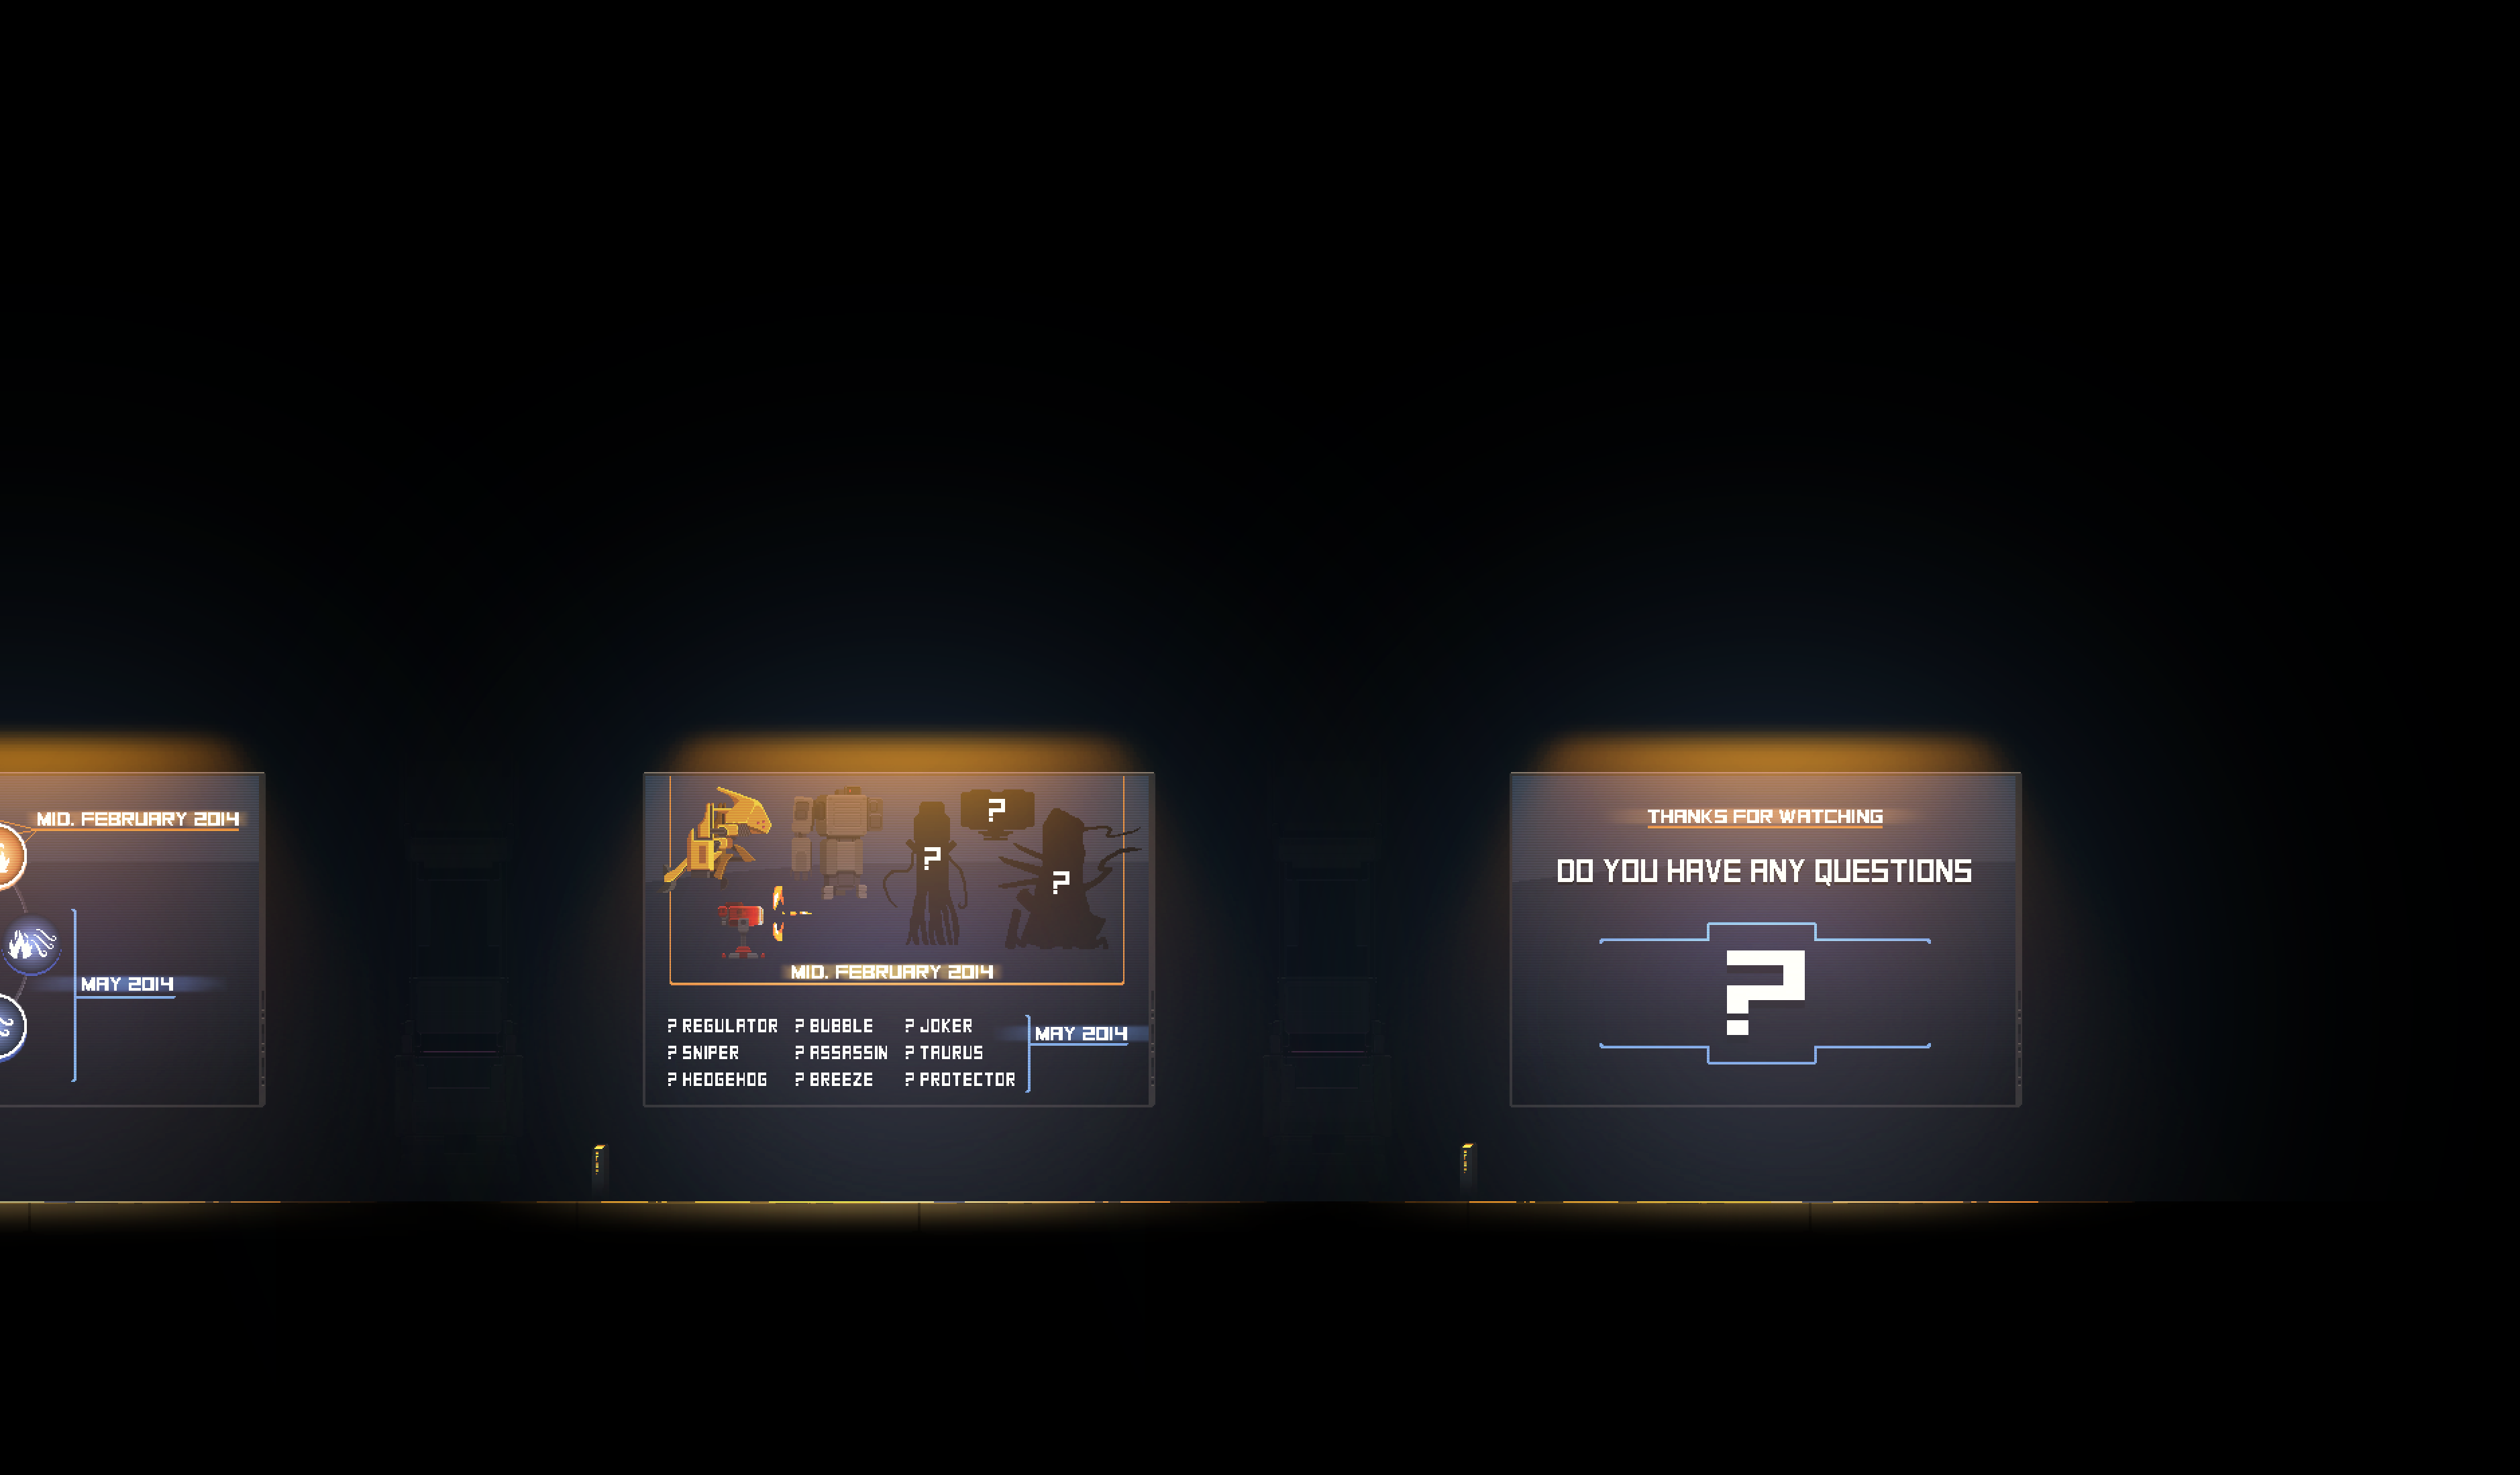 MID. FEBRUARY 2014
MAY 2014
?
?
?
MID. FEBRUARY 2014
? REGULATOR ? BUBBLE ? JOKER
? SNIPER ? ASSASSIN ? TAURUS
? HEDGEHOG ? BREEZE ? PROTECTOR
MAY 2014
THANKS FOR WATCHING
DO YOU HAVE ANY QUESTIONS
?